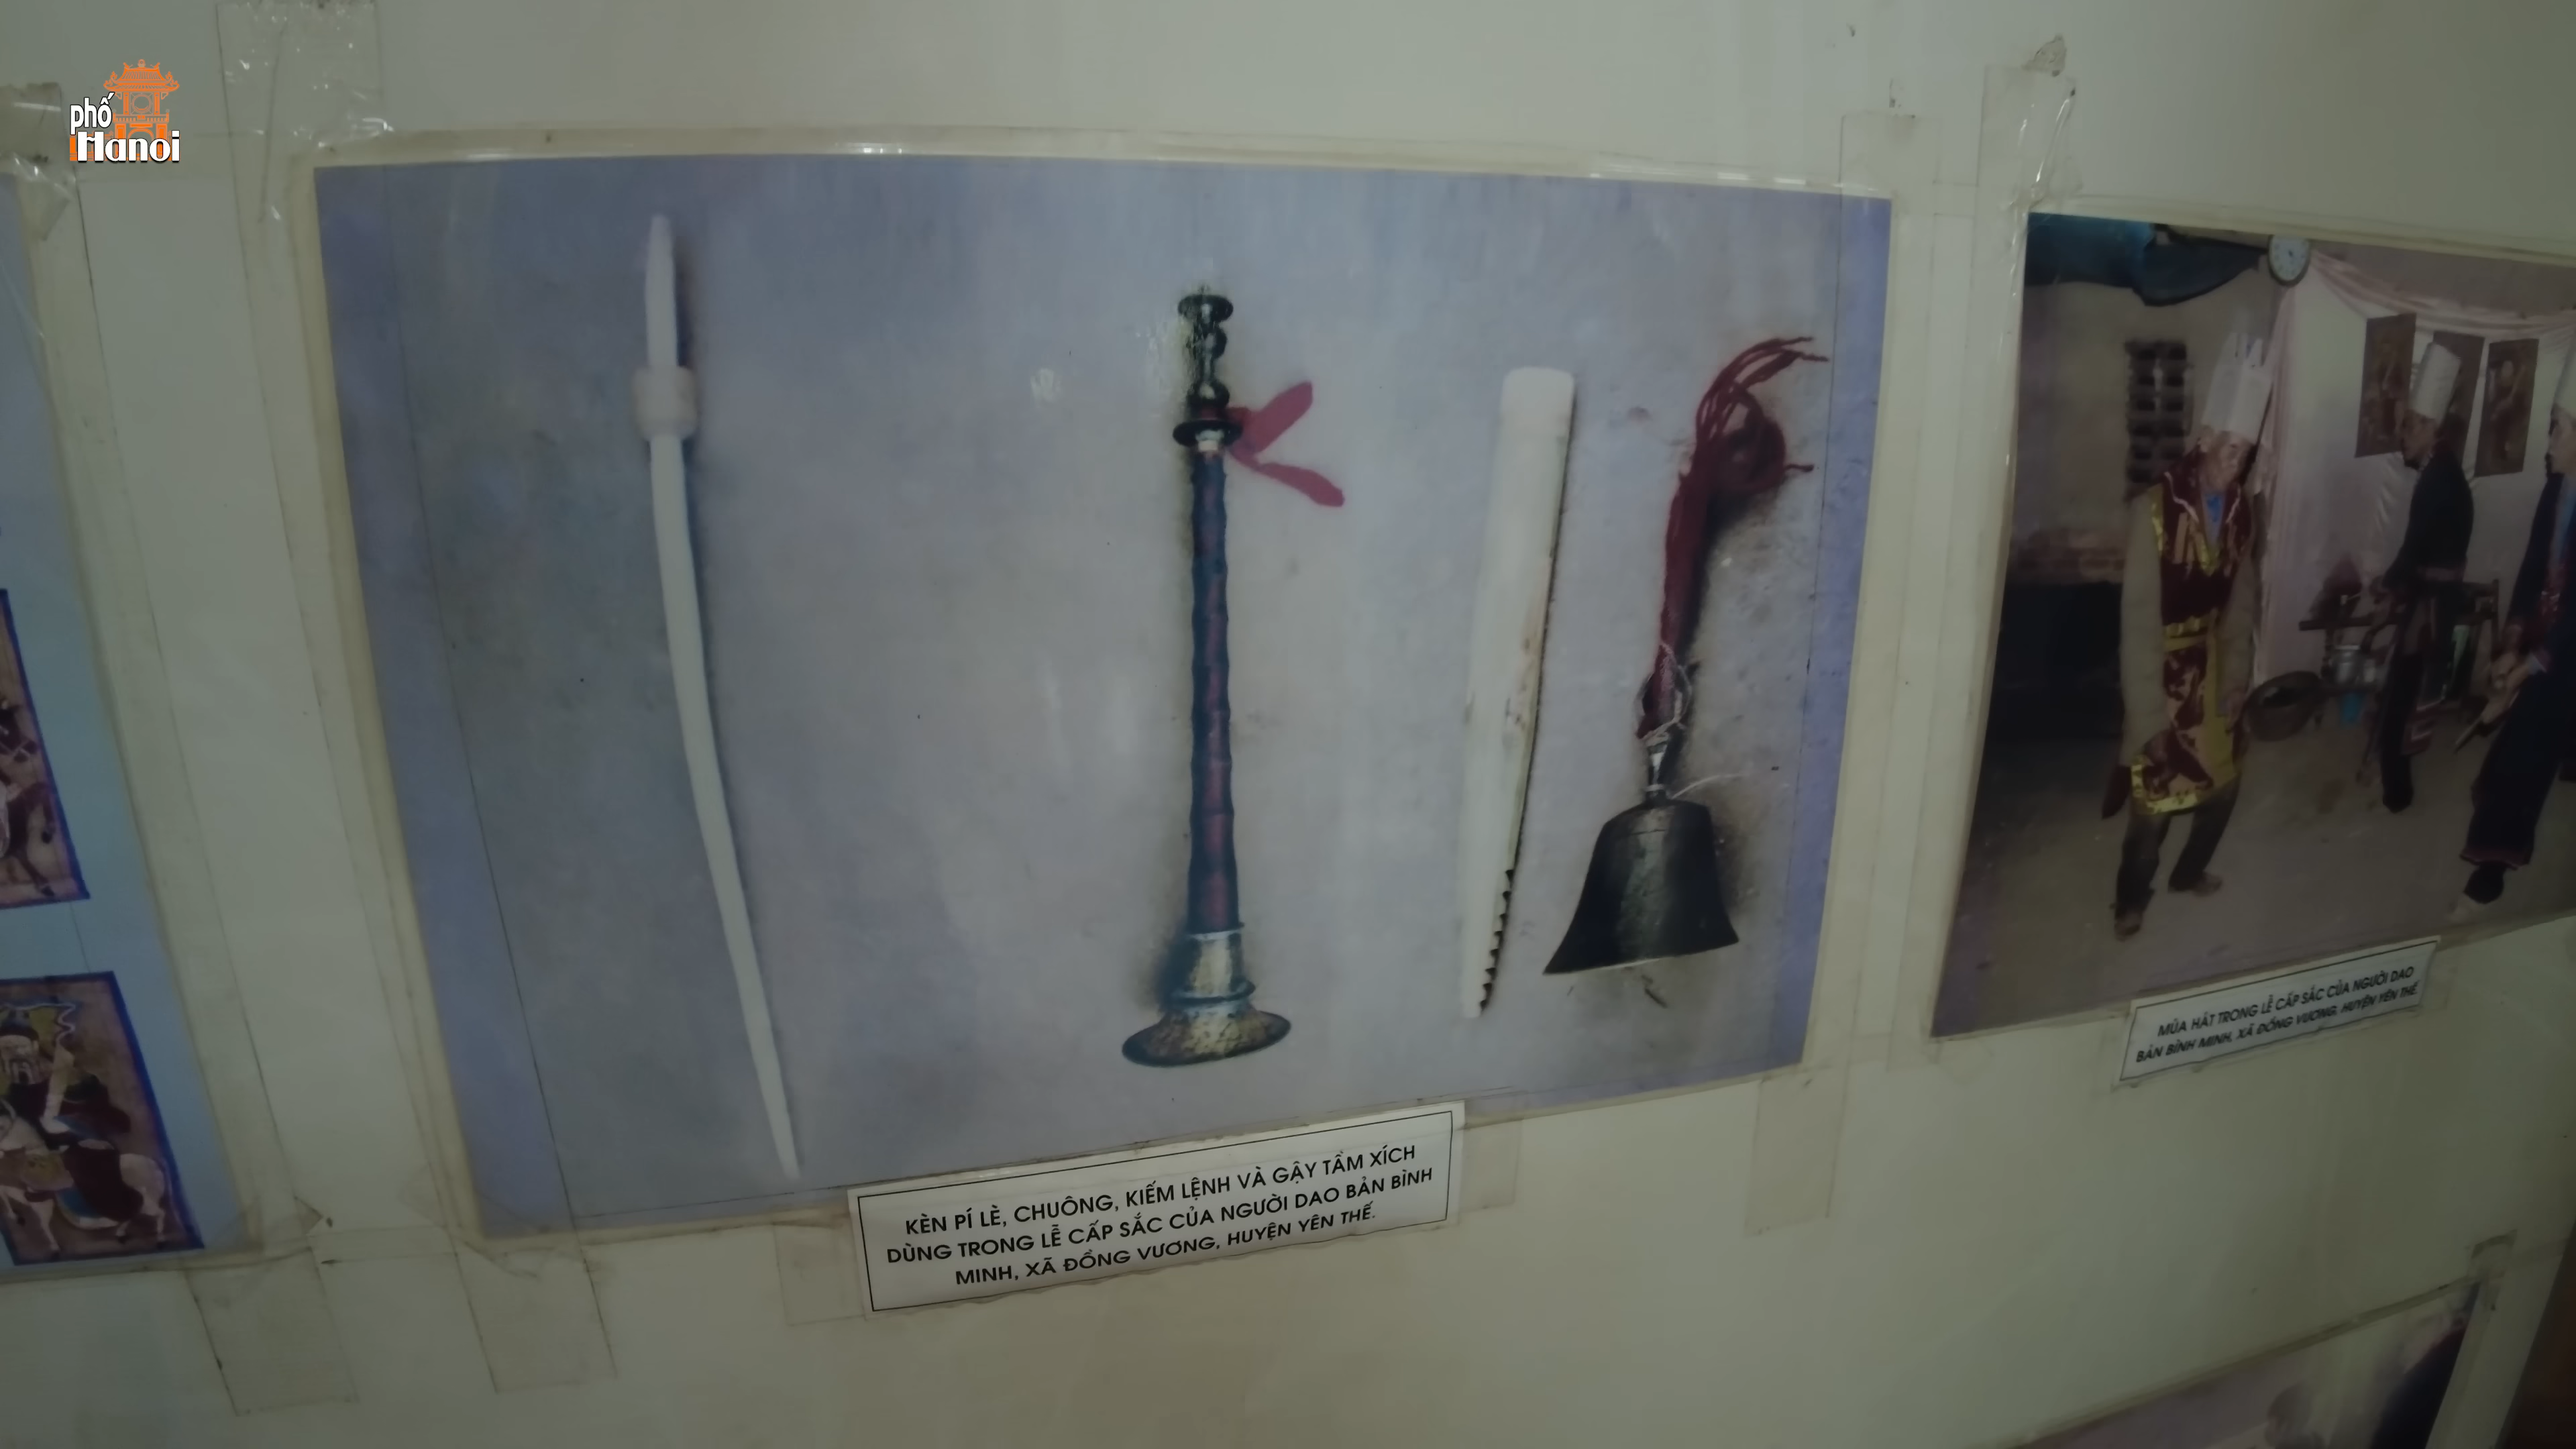 phố
Hanoi
KÈN PÍ LÈ, CHUÔNG, KIẾM LỆNH VÀ GẬY TẦM XÍCH
DÙNG TRONG LỄ CẤP SẮC CỦA NGƯỜI DAO BẢN BÌNH
MINH, XÃ ĐỒNG VƯƠNG, HUYỆN YÊN THẾ.
MÚA HÁT TRONG LỄ CẤP SẮC CỦA NGƯỜI DAO
BẢN BÌNH MINH, XÃ ĐỒNG VƯƠNG, HUYỆN YÊN THẾ.